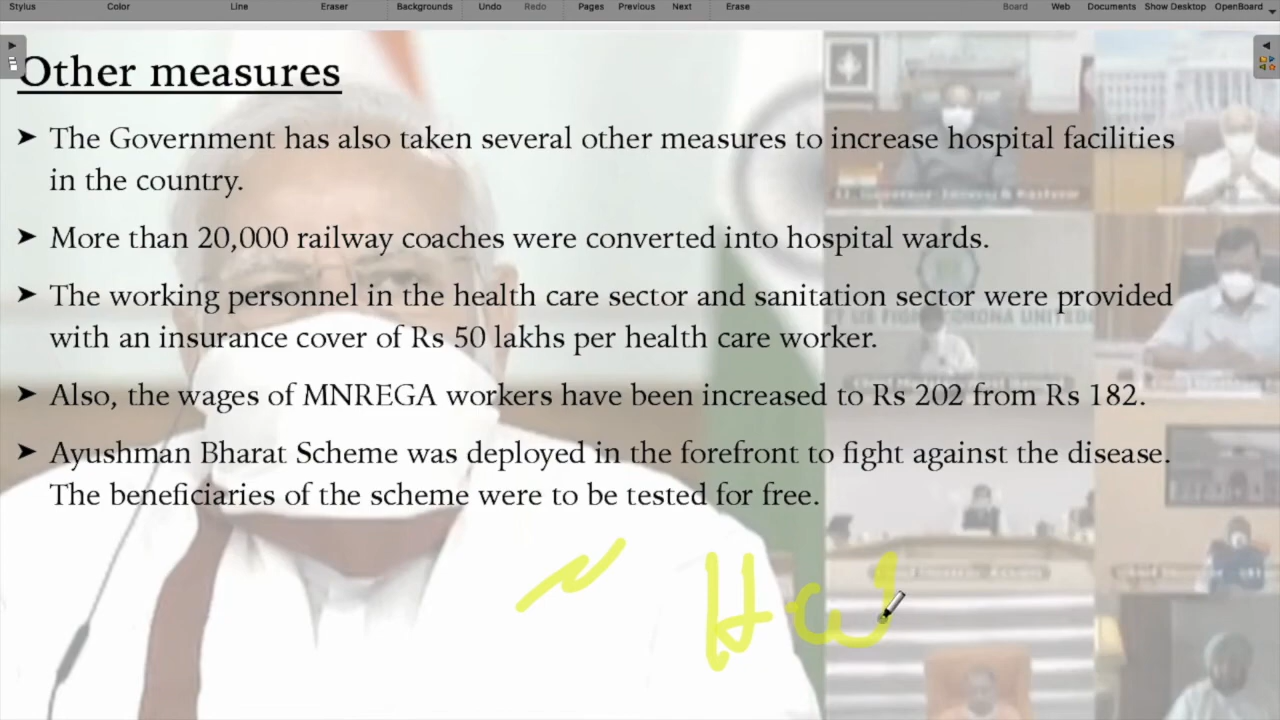 Stylus Color Line Eraser Backgrounds Undo Redo Pages Previous Next Erase Board Web Documents Show Desktop OpenBoard
Other measures
➤ The Government has also taken several other measures to increase hospital facilities
in the country.
➤ More than 20,000 railway coaches were converted into hospital wards.
➤ The working personnel in the health care sector and sanitation sector were provided
with an insurance cover of Rs 50 lakhs per health care worker.
➤ Also, the wages of MNREGA workers have been increased to Rs 202 from Rs 182.
➤ Ayushman Bharat Scheme was deployed in the forefront to fight against the disease.
The beneficiaries of the scheme were to be tested for free.